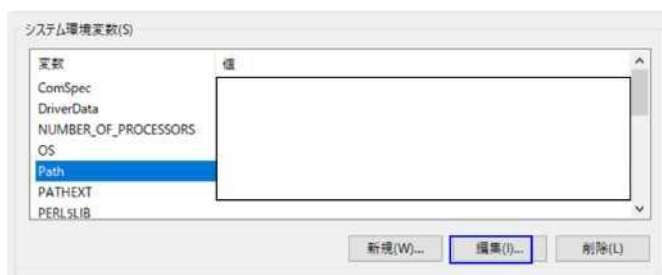 システム環境変数(S)
変数 値
ComSpec
DriverData
NUMBER_OF_PROCESSORS
OS
Path
PATHEXT
PERL5LIB
新規(W)... 編集(I)... 削除(L)